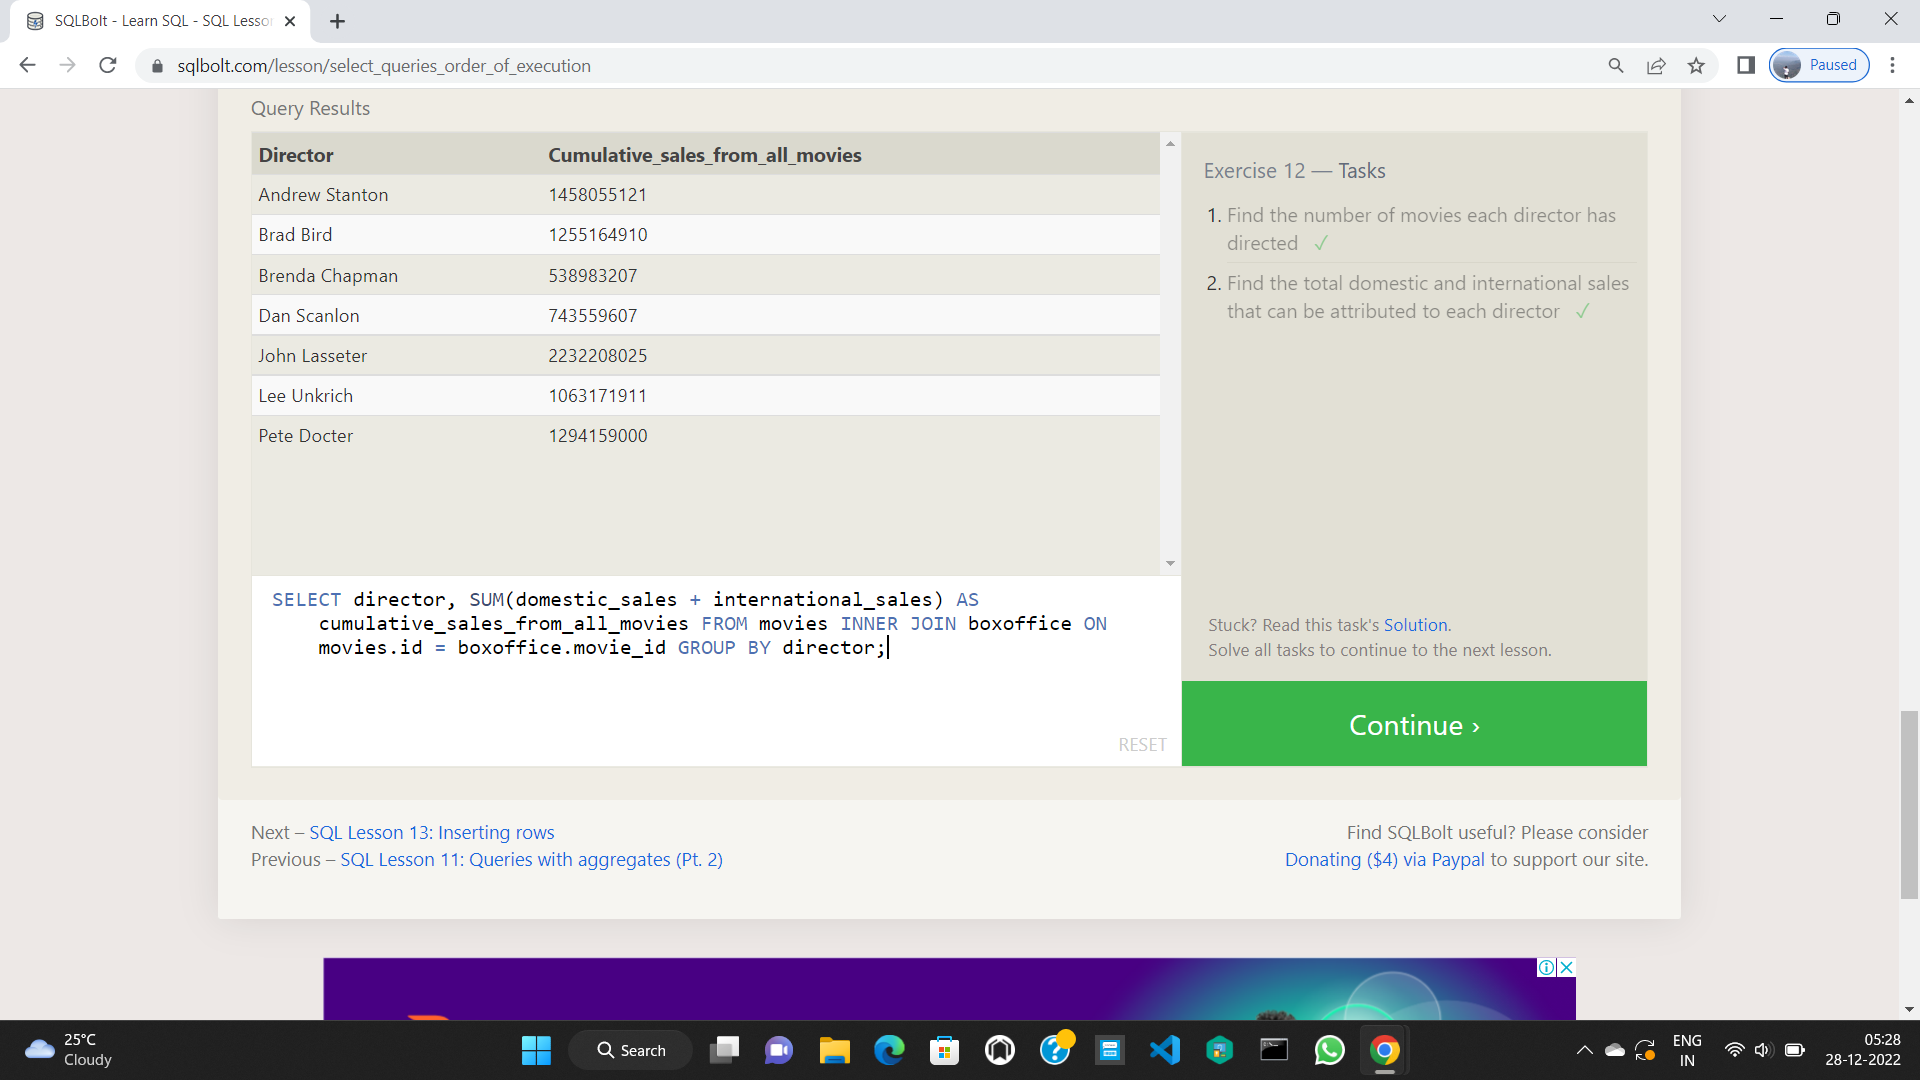 SQLBolt - Learn SQL - SQL Lesso
sqlbolt.com/lesson/select_queries_order_of_execution
Paused
Query Results
Director Cumulative_sales_from_all_movies
Andrew Stanton 1458055121
Brad Bird 1255164910
Brenda Chapman 538983207
Dan Scanlon 743559607
John Lasseter 2232208025
Lee Unkrich 1063171911
Pete Docter 1294159000
SELECT director, SUM(domestic_sales + international_sales) AS
cumulative_sales_from_all_movies FROM movies INNER JOIN boxoffice ON
movies.id = boxoffice.movie_id GROUP BY director;
RESET
Exercise 12 — Tasks
1. Find the number of movies each director has
directed ✓
2. Find the total domestic and international sales
that can be attributed to each director ✓
Stuck? Read this task's Solution.
Solve all tasks to continue to the next lesson.
Continue ›
Next – SQL Lesson 13: Inserting rows
Previous – SQL Lesson 11: Queries with aggregates (Pt. 2)
Find SQLBolt useful? Please consider
Donating ($4) via Paypal to support our site.
25°C
Cloudy
Search
ENG
IN
05:28
28-12-2022